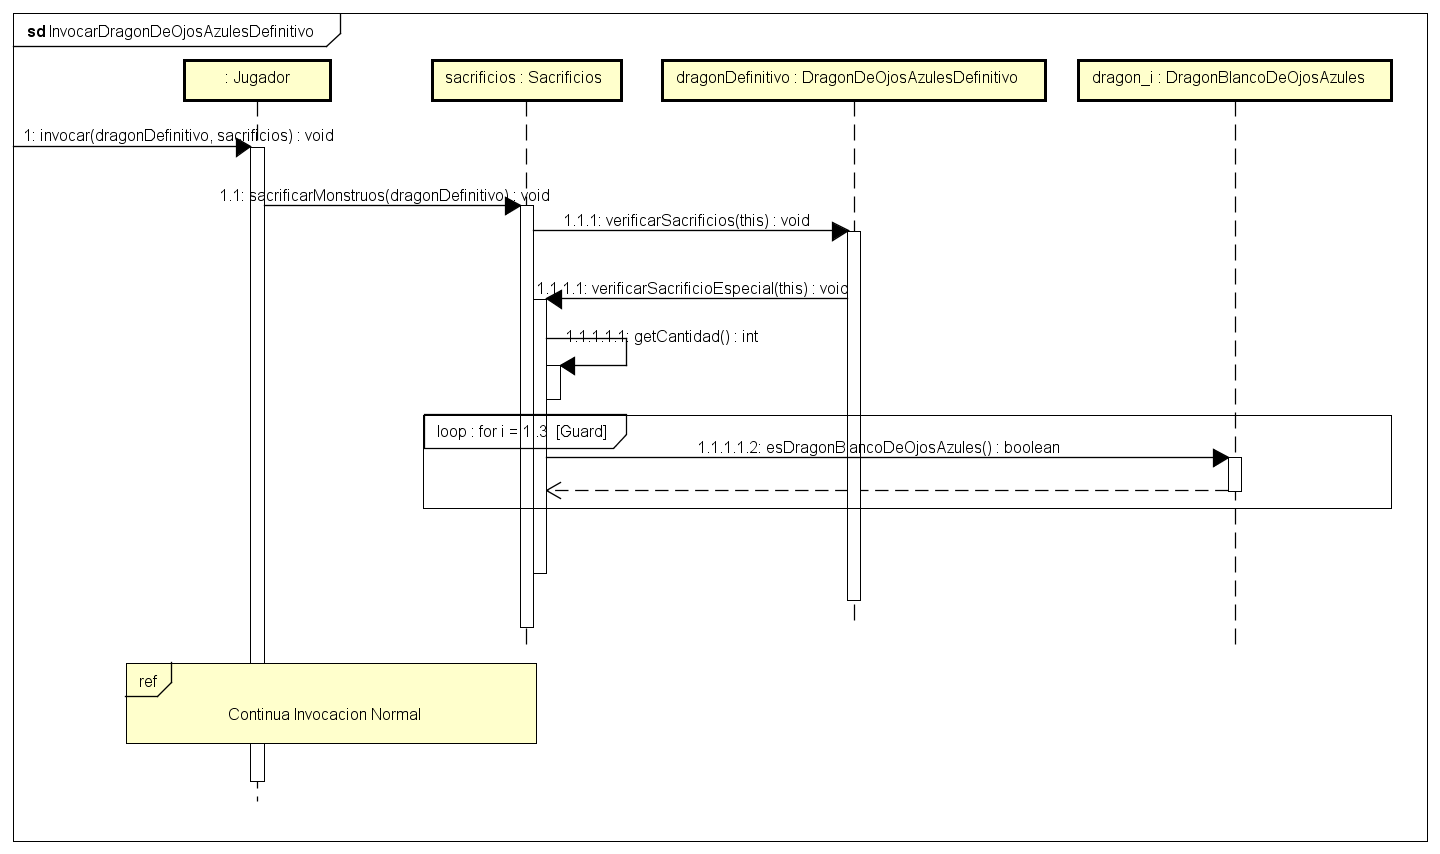 sd InvocarDragonDeOjosAzulesDefinitivo
: Jugador
sacrificios : Sacrificios
dragonDefinitivo : DragonDeOjosAzulesDefinitivo
dragon_i : DragonBlancoDeOjosAzules
1: invocar(dragonDefinitivo, sacrificios) : void
1.1: sacrificarMonstruos(dragonDefinitivo) : void
1.1.1: verificarSacrificios(this) : void
1.1.1.1: verificarSacrificioEspecial(this) : void
1.1.1.1.1: getCantidad() : int
loop : for i = 1..3 [Guard]
1.1.1.1.2: esDragonBlancoDeOjosAzules() : boolean
ref
Continua Invocacion Normal